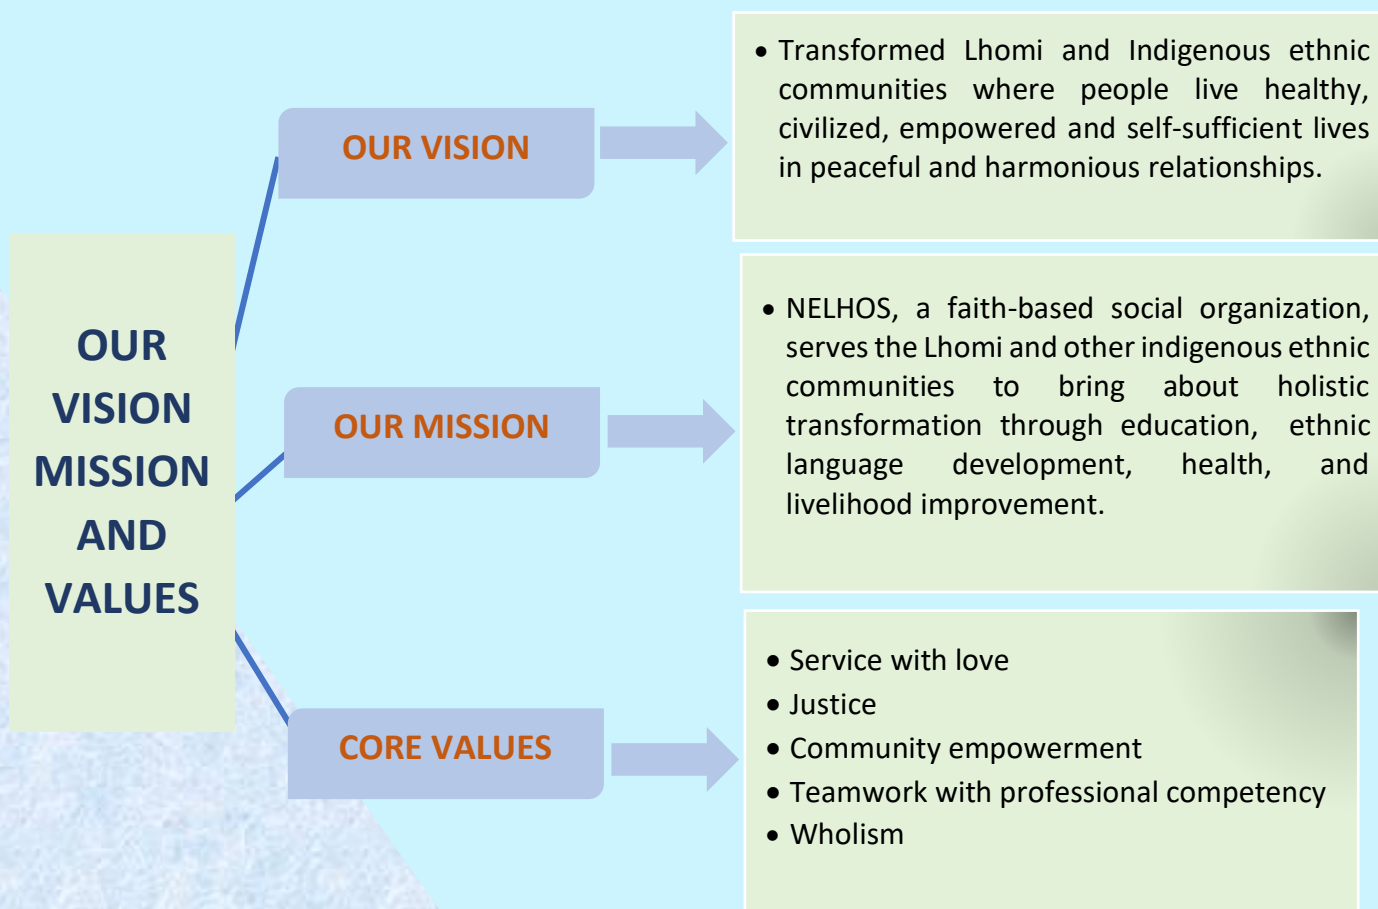 OUR
VISION
MISSION
AND
VALUES
OUR VISION
• Transformed Lhomi and Indigenous ethnic
communities where people live healthy,
civilized, empowered and self-sufficient lives
in peaceful and harmonious relationships.
OUR MISSION
• NELHOS, a faith-based social organization,
serves the Lhomi and other indigenous ethnic
communities to bring about holistic
transformation through education, ethnic
language development, health, and
livelihood improvement.
CORE VALUES
• Service with love
• Justice
• Community empowerment
• Teamwork with professional competency
• Wholism